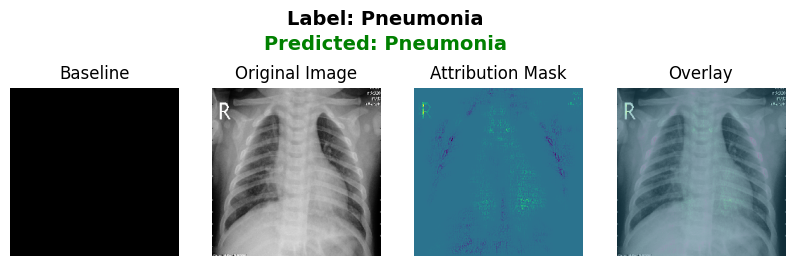 Label: Pneumonia
Predicted: Pneumonia
Baseline
Original Image
Attribution Mask
Overlay
R
R
R